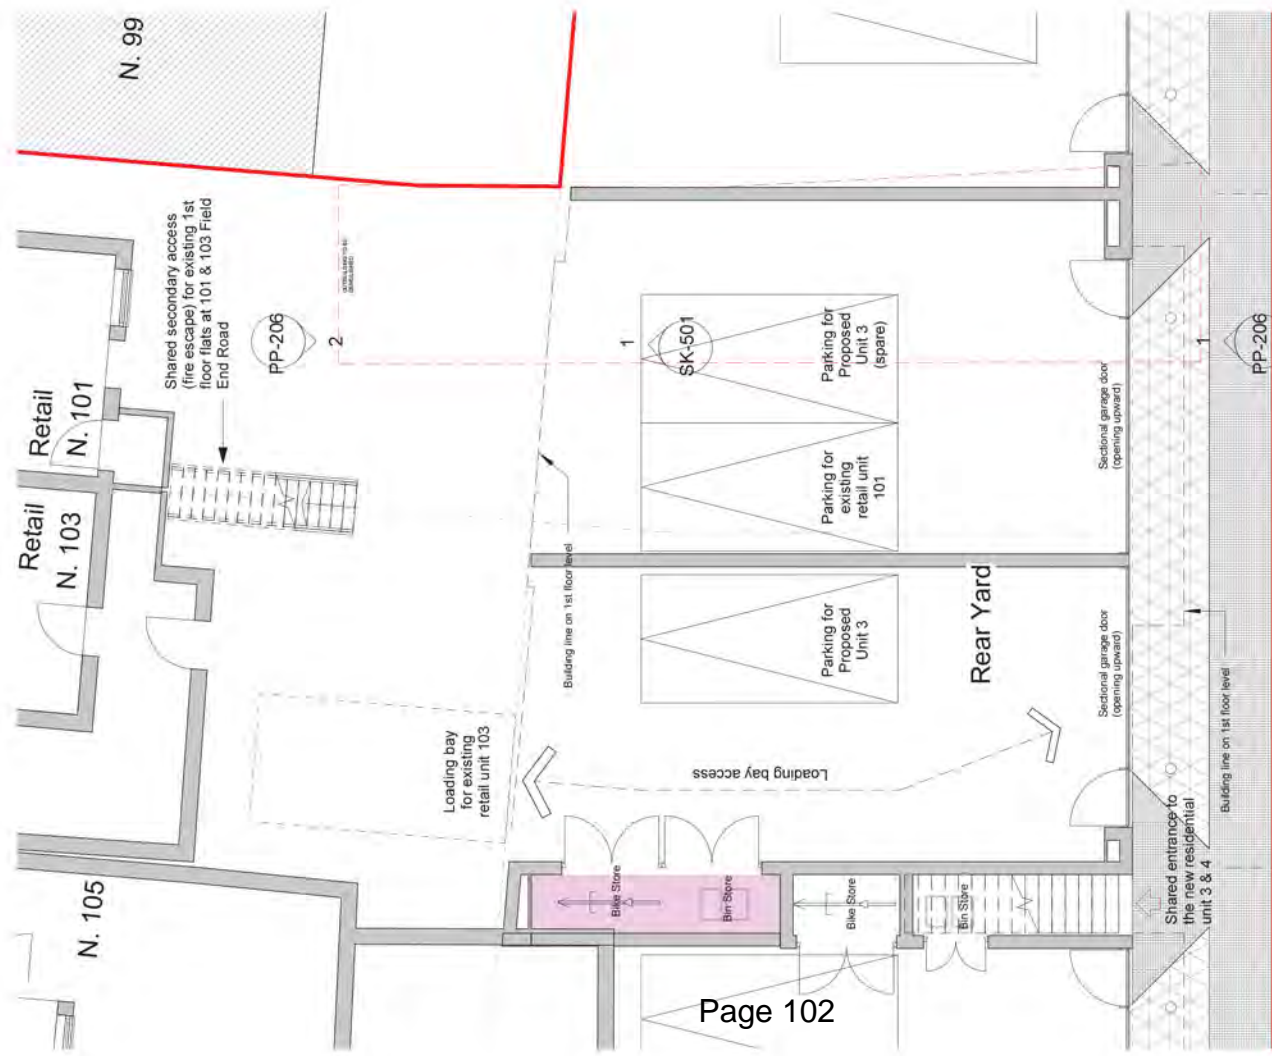 N. 99
Shared secondary access
(fire escape) for existing 1st
floor flats at 101 & 103 Field
End Road
OUTBUILDING TO BE
DEMOLISHED
PP-206
2
1
SK-501
Parking for
Proposed
Unit 3
(spare)
1
PP-206
Retail
N. 101
Retail
N. 103
Parking for
existing
retail unit
101
Sectional garage door
(opening upward)
Building line on 1st floor level
Parking for
Proposed
Unit 3
Rear Yard
Sectional garage door
(opening upward)
Building line on 1st floor level
Loading bay
for existing
retail unit 103
Loading bay access
N. 105
Bike Store
Bin Store
Bike Store
Bin Store
Shared entrance to
the new residential
unit 3 & 4
Page 102